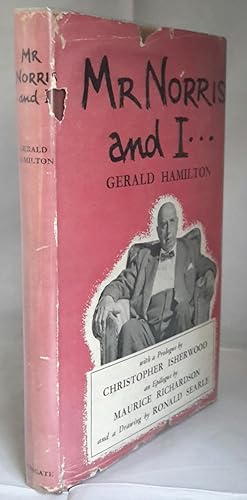 MR
NORRIS
and I
GERALD
HAMILTON
WINGATE
MR NORRIS
and I...
GERALD HAMILTON
with a Prologue by
CHRISTOPHER ISHERWOOD
an Epilogue by
MAURICE RICHARDSON
and a Drawing by RONALD SEARLE